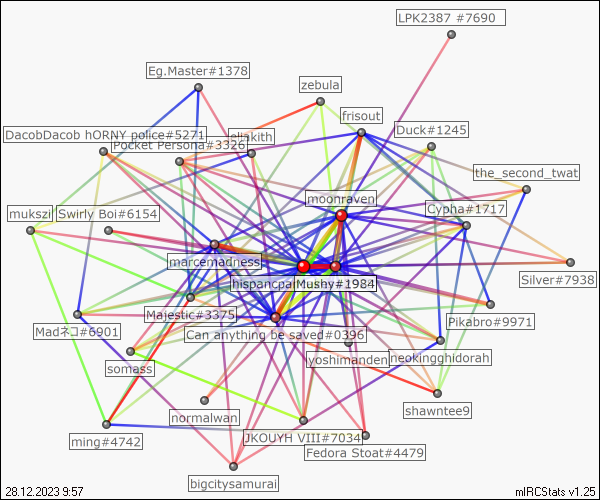 LPK2387 #7690
Eg.Master#1378
zebula
frisout
DacobDacob hORNY police#5271
Duck#1245
Pocket Persona#3326
the_second_twat
moonraven
mukszi
Swirly Boi#6154
Cypha#1717
marcemadness
Silver#7938
Mushy#1984
Majestic#3375
Pikabro#9971
Madネコ#6901
Can anything be saved#0396
yoshimanden
neokingghidorah
somass
shawntee9
normalwan
ming#4742
JKOUYH VIII#7034
Fedora Stoat#4479
bigcitysamurai
28.12.2023 9:57
mIRCStats v1.25